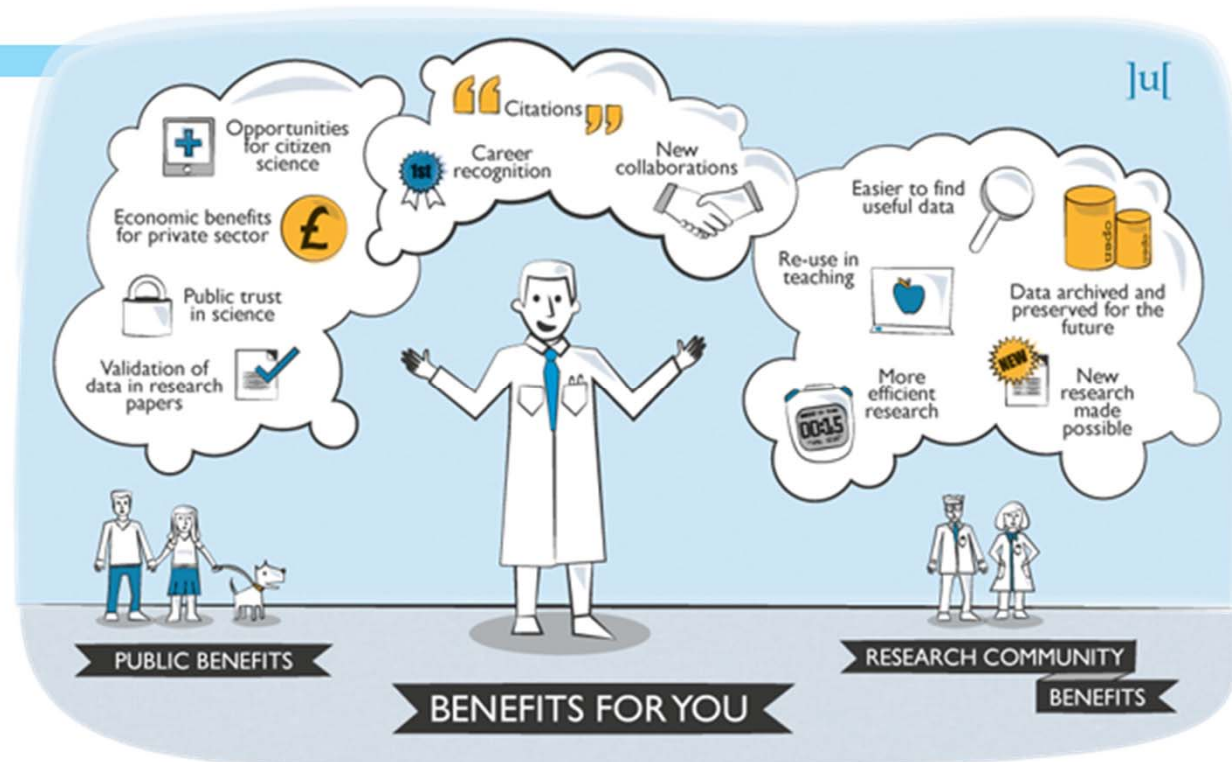 ]u[
Opportunities
for citizen
science
Economic benefits
for private sector
£
Public trust
in science
Validation of
data in research
papers
“ Citations ”
1st
Career
recognition
New
collaborations
Easier to find
useful data
open
open
Re-use in
teaching
Data archived and
preserved for the
future
NEW
More
efficient
research
00:15
New
research
made
possible
PUBLIC BENEFITS
BENEFITS FOR YOU
RESEARCH COMMUNITY
BENEFITS